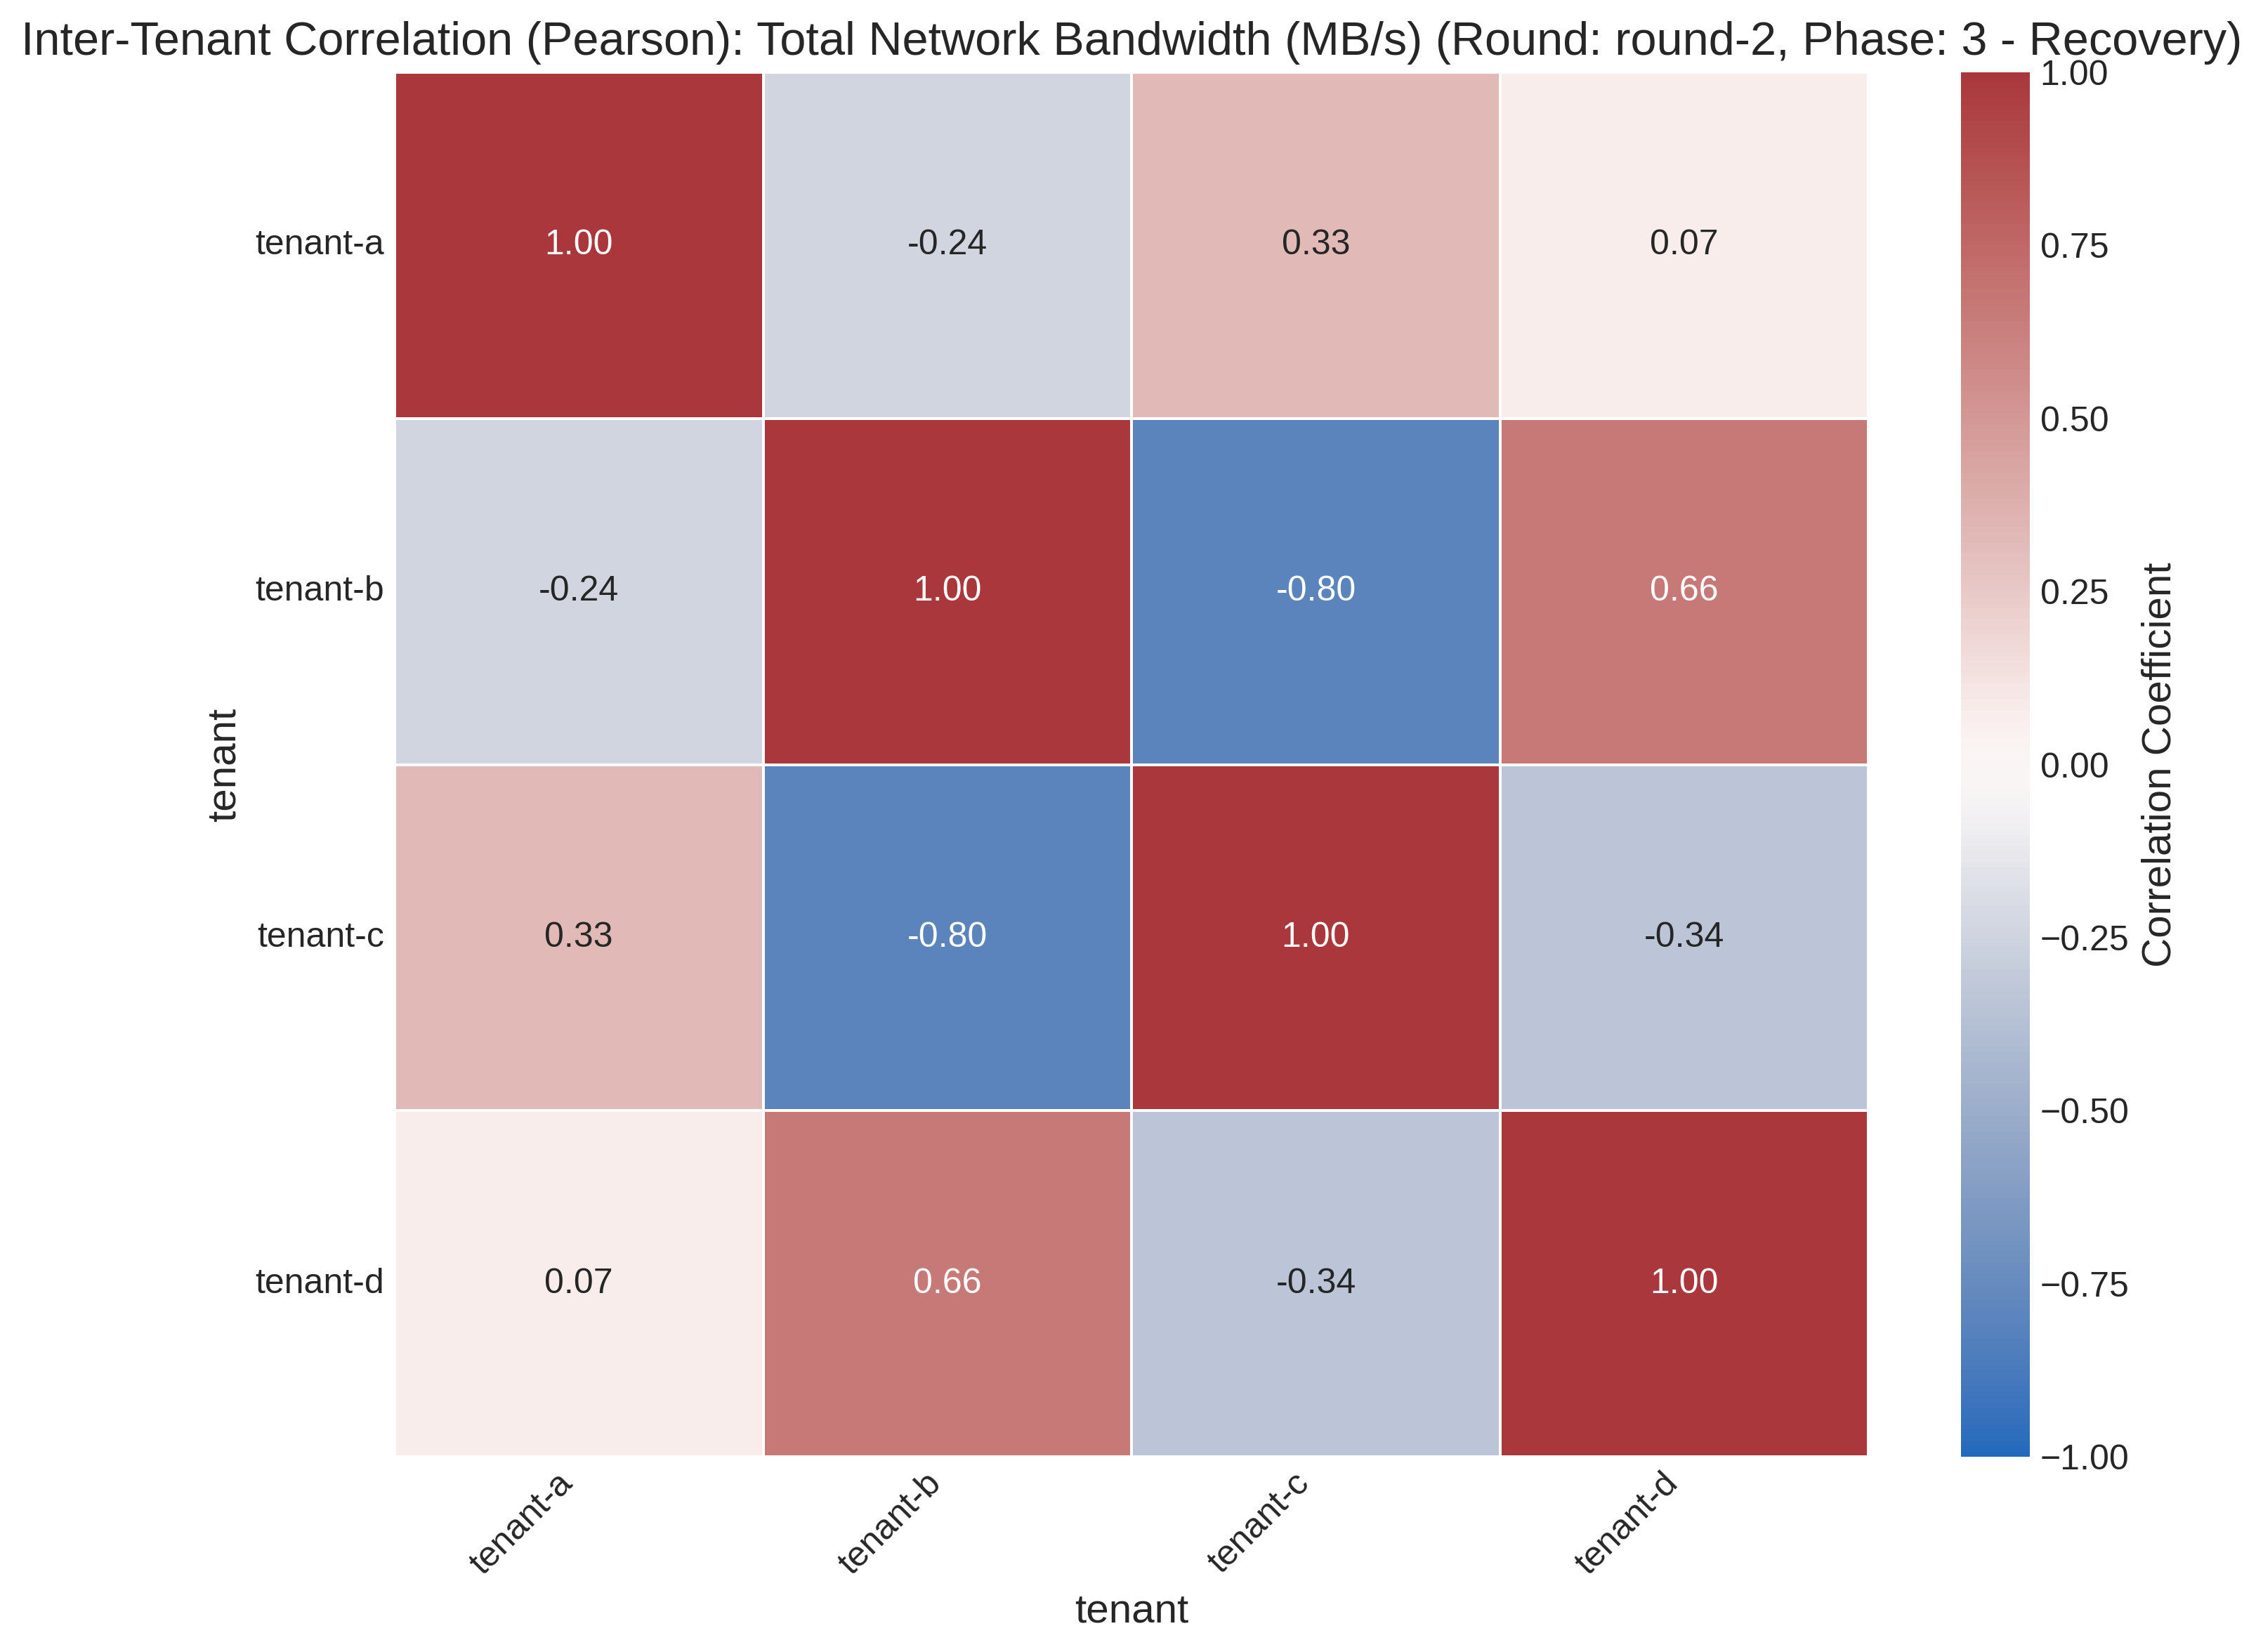 Inter-Tenant Correlation (Pearson): Total Network Bandwidth (MB/s) (Round: round-2, Phase: 3 - Recovery)
tenant
tenant-a
1.00
-0.24
0.33
0.07
tenant-b
-0.24
1.00
-0.80
0.66
tenant-c
0.33
-0.80
1.00
-0.34
tenant-d
0.07
0.66
-0.34
1.00
tenant-a
tenant-b
tenant-c
tenant-d
tenant
1.00
0.75
0.50
0.25
0.00
−0.25
−0.50
−0.75
−1.00
Correlation Coefficient